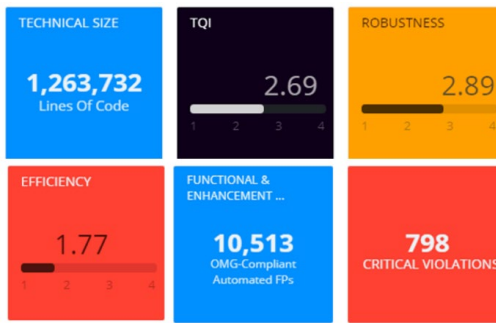 TECHNICAL SIZE
1,263,732
Lines Of Code
TQI
2.69
1 2 3 4
ROBUSTNESS
2.89
1 2 3 4
EFFICIENCY
1.77
1 2 3 4
FUNCTIONAL &
ENHANCEMENT ...
10,513
OMG-Compliant
Automated FPs
798
CRITICAL VIOLATIONS